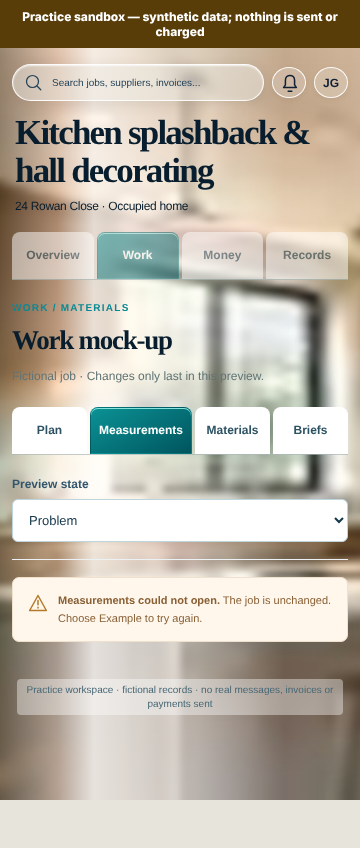 Practice sandbox — synthetic data; nothing is sent or
charged
Search jobs, suppliers, invoices...
JG
Kitchen splashback &
hall decorating
24 Rowan Close · Occupied home
Overview
Work
Money
Records
WORK / MATERIALS
Work mock-up
Fictional job · Changes only last in this preview.
Plan
Measurements
Materials
Briefs
Preview state
Problem
Measurements could not open. The job is unchanged.
Choose Example to try again.
Practice workspace · fictional records · no real messages, invoices or
payments sent